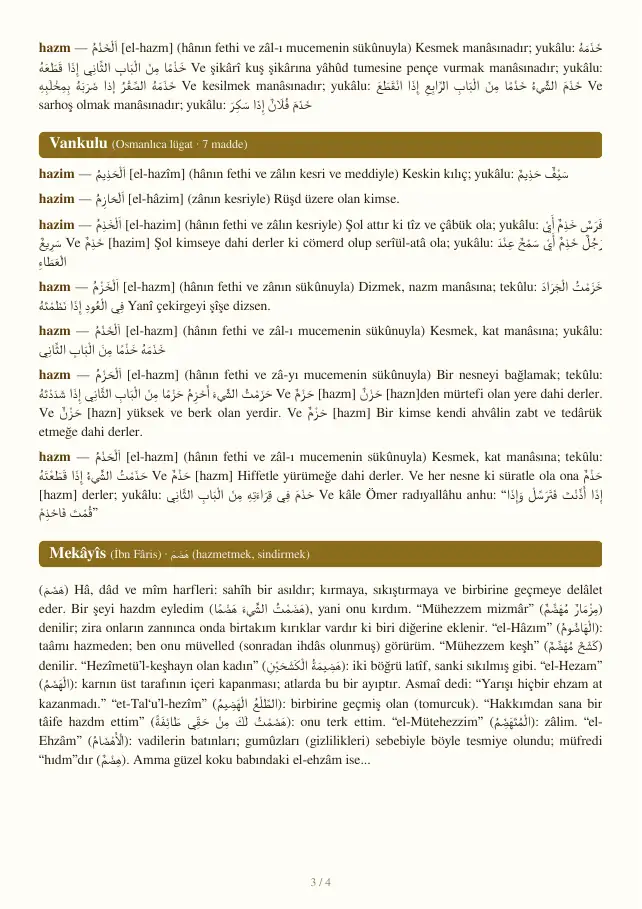 hazm — اَلْخَذْمُ [el-hazm] (hânın fethi ve zâl-ı mucemenin sükûnuyla) Kesmek manâsınadır; yukâlu: خَذَمَهُ
خَذْمًا مِنَ الْبَابِ الثَّانِي إِذَا قَطَعَهُ Ve şikârî kuş şikârına yâhûd tumesine pençe vurmak manâsınadır; yukâlu:
خَذَمَهُ الصَّقْرُ إِذَا ضَرَبَهُ بِمِخْلَبِهِ Ve kesilmek manâsınadır; yukâlu: خَذِمَ الشَّيْءُ خَذَمًا مِنَ الْبَابِ الرَّابِعِ إِذَا انْقَطَعَ Ve
sarhoş olmak manâsınadır; yukâlu: خَذِمَ فُلَانٌ إِذَا سَكِرَ
Vankulu (Osmanlıca lügat · 7 madde)
hazim — اَلْخَذِيمُ [el-hazîm] (hânın fethi ve zâlın kesri ve meddiyle) Keskin kılıç; yukâlu: سَيْفٌ خَذِيمٌ
hazim — اَلْحَازِمُ [el-hâzim] (zânın kesriyle) Rüşd üzere olan kimse.
hazim — اَلْخَذِمُ [el-hazim] (hânın fethi ve zâlın kesriyle) Şol attır ki tîz ve çâbük ola; yukâlu: فَرَسٌ خَذِمٌ أَيْ
سَرِيعٌ Ve خَذِمٌ [hazim] Şol kimseye dahi derler ki cömerd olup serîül-atâ ola; yukâlu: رَجُلٌ خَذِمٌ أَيْ سَمْحٌ عِنْدَ
الْعَطَاءِ
hazm — اَلْخَزْمُ [el-hazm] (hânın fethi ve zânın sükûnuyla) Dizmek, nazm manâsına; tekûlu: خَزَمْتُ الْجَرَادَ
فِي الْعُودِ إِذَا نَظَمْتَهُ Yanî çekirgeyi şîşe dizsen.
hazm — اَلْخَذْمُ [el-hazm] (hânın fethi ve zâl-ı mucemenin sükûnuyla) Kesmek, kat manâsına; yukâlu:
خَذَمَهُ خَذْمًا مِنَ الْبَابِ الثَّانِي
hazm — اَلْحَزْمُ [el-hazm] (hânın fethi ve zâ-yı mucemenin sükûnuyla) Bir nesneyi bağlamak; tekûlu:
حَزَمْتُ الشَّيْءَ أَحْزِمُ حَزْمًا مِنَ الْبَابِ الثَّانِي إِذَا شَدَدْتَهُ Ve حَزْمٌ [hazm] حَزْنٌ [hazn]den mürtefi olan yere dahi derler.
Ve حَزْنٌ [hazn] yüksek ve berk olan yerdir. Ve حَزْمٌ [hazm] Bir kimse kendi ahvâlin zabt ve tedârük
etmeğe dahi derler.
hazm — اَلْحَذْمُ [el-hazm] (hânın fethi ve zâl-ı mucemenin sükûnuyla) Kesmek, kat manâsına; tekûlu:
حَذَمْتُ الشَّيْءَ إِذَا قَطَعْتَهُ Ve حَذْمٌ [hazm] Hiffetle yürümeğe dahi derler. Ve her nesne ki süratle ola ona حَذْمٌ
[hazm] derler; yukâlu: حَذَمَ فِي قِرَاءَتِهِ مِنَ الْبَابِ الثَّانِي Ve kâle Ömer radıyallâhu anhu: “إِذَا أَذَّنْتَ فَتَرَسَّلْ وَإِذَا
قُمْتَ فَاحْذِمْ”
Mekâyîs (İbn Fâris) · هَضَمَ (hazmetmek, sindirmek)
(هَضَمَ) Hâ, dâd ve mîm harfleri: sahîh bir asıldır; kırmaya, sıkıştırmaya ve birbirine geçmeye delâlet
eder. Bir şeyi hazdm eyledim (هَضَمْتُ الشَّيْءَ هَضْمًا), yani onu kırdım. “Mühezzem mizmâr” (مِزْمَارٌ مُهَضَّمٌ)
denilir; zira onların zannınca onda birtakım kırıklar vardır ki biri diğerine eklenir. “el-Hâzım” (الْهَاضُومُ):
taâmı hazmeden; ben onu müvelled (sonradan ihdâs olunmuş) görürüm. “Mühezzem keşh” (كَشْحٌ مُهَضَّمٌ)
denilir. “Hezîmetü’l-keşhayn olan kadın” (هَضِيمَةُ الْكَشْحَيْنِ): iki böğrü latîf, sanki sıkılmış gibi. “el-Hezam”
(الْهَضَمُ): karnın üst tarafının içeri kapanması; atlarda bu bir ayıptır. Asmaî dedi: “Yarışı hiçbir ehzam at
kazanmadı.” “et-Tal‘u’l-hezîm” (الطَّلْعُ الْهَضِيمُ): birbirine geçmiş olan (tomurcuk). “Hakkımdan sana bir
tâife hazdm ettim” (هَضَمْتُ لَكَ مِنْ حَقِّي طَائِفَةً): onu terk ettim. “el-Mütehezzim” (الْمُتَهَضِّمُ): zâlim. “el-
Ehzâm” (الْأَهْضَامُ): vadilerin batınları; gumûzları (gizlilikleri) sebebiyle böyle tesmiye olundu; müfredi
“hıdm”dır (هِضْمٌ). Amma güzel koku babındaki el-ehzâm ise...
3 / 4